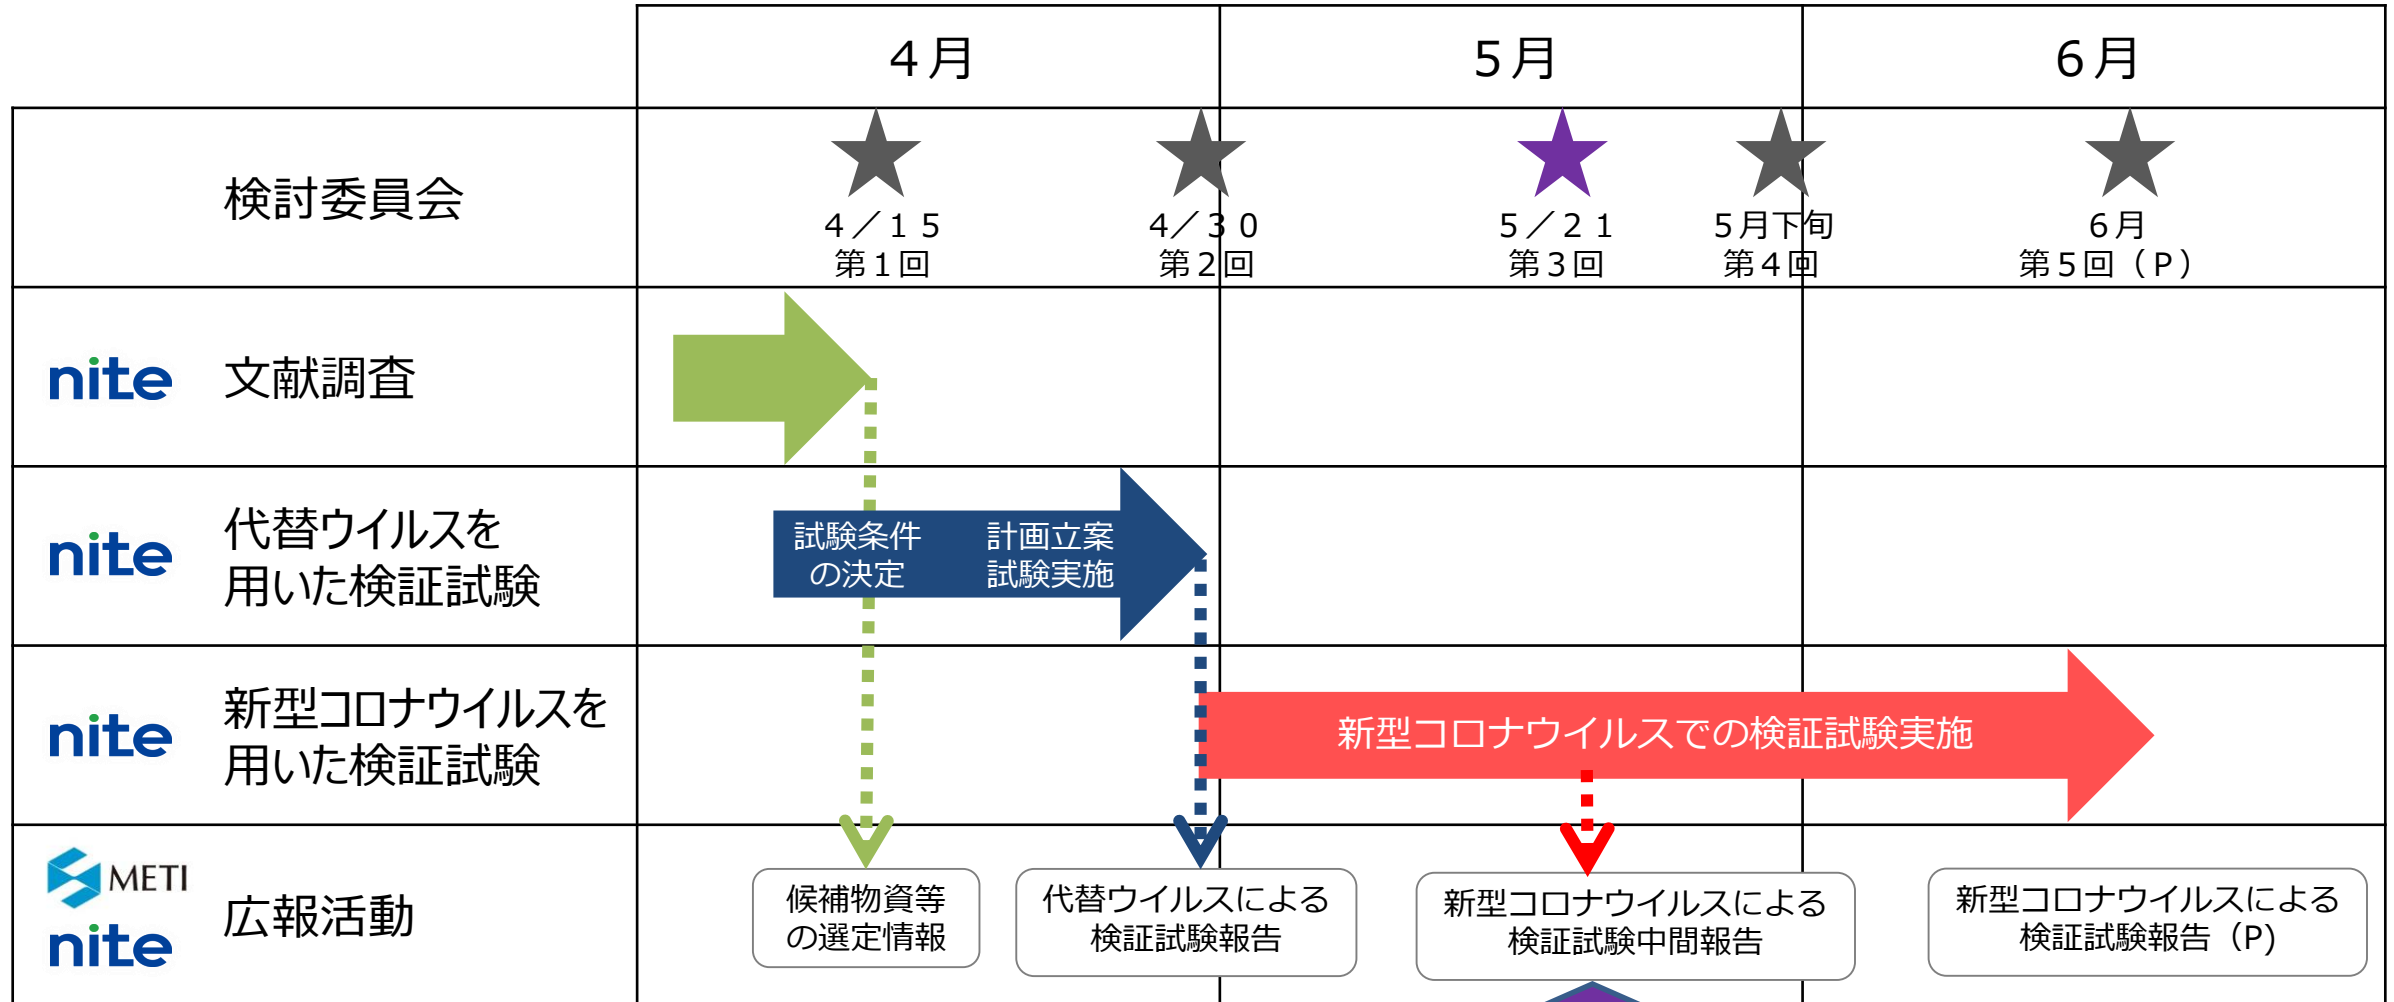 ４月
５月
６月
検討委員会
４／１５
第１回
4／３０
第２回
５／２１
第３回
５月下旬
第４回
６月
第５回（Ｐ）
nite
文献調査
nite
代替ウイルスを
用いた検証試験
試験条件
の決定
計画立案
試験実施
nite
新型コロナウイルスを
用いた検証試験
新型コロナウイルスでの検証試験実施
METI
nite
広報活動
候補物資等
の選定情報
代替ウイルスによる
検証試験報告
新型コロナウイルスによる
検証試験中間報告
新型コロナウイルスによる
検証試験報告（P)